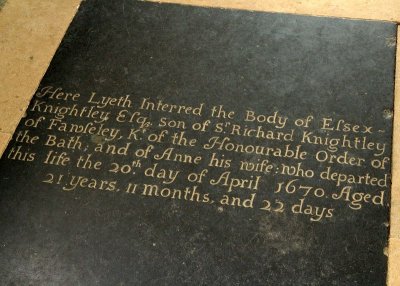 Here Lyeth Interred the Body of Essex
Knightley, Esq. Son of Sr. Richard Knightley
of Fawseley, Kt. of the Honourable Order of
the Bath; and of Anne his wife: who departed
this life the 20th. day of April 1670. Aged
21 years, 11 months, and 22 days